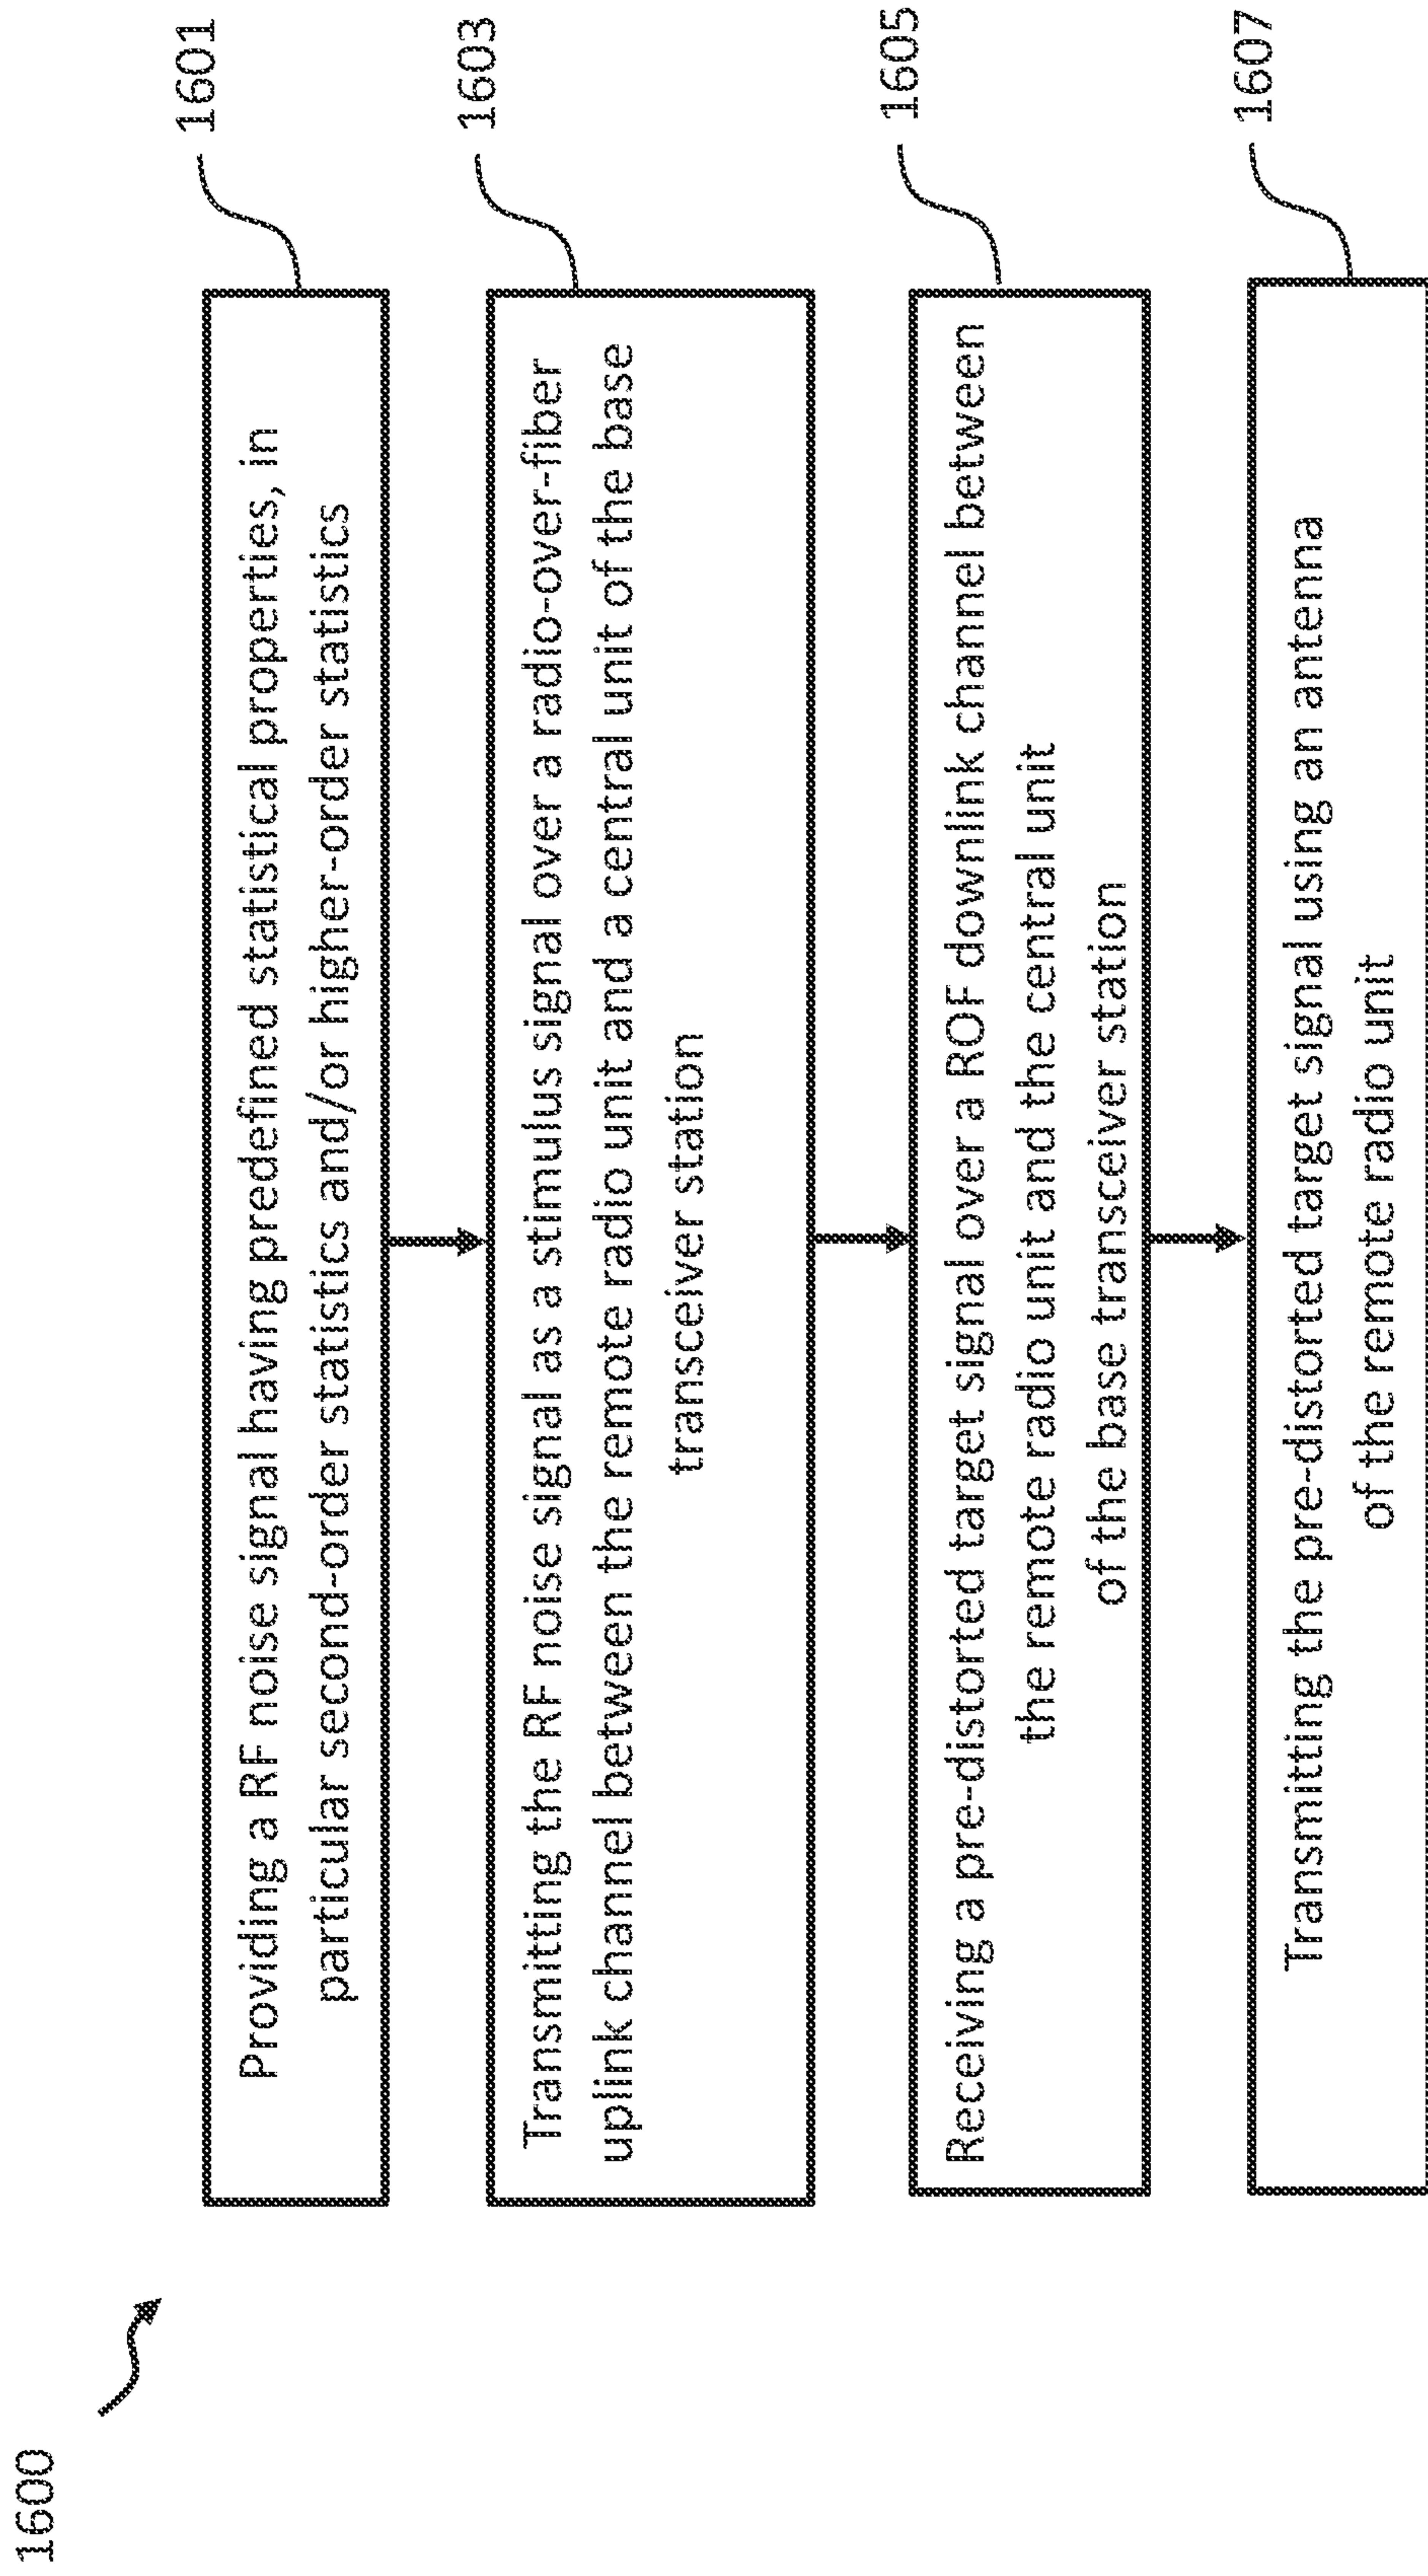 1600
Providing a RF noise signal having predefined statistical properties, in
particular second-order statistics and/or higher-order statistics
1601
Transmitting the RF noise signal as a stimulus signal over a radio-over-fiber
uplink channel between the remote radio unit and a central unit of the base
transceiver station
1603
Receiving a pre-distorted target signal over a ROF downlink channel between
the remote radio unit and the central unit
of the base transceiver station
1605
Transmitting the pre-distorted target signal using an antenna
of the remote radio unit
1607